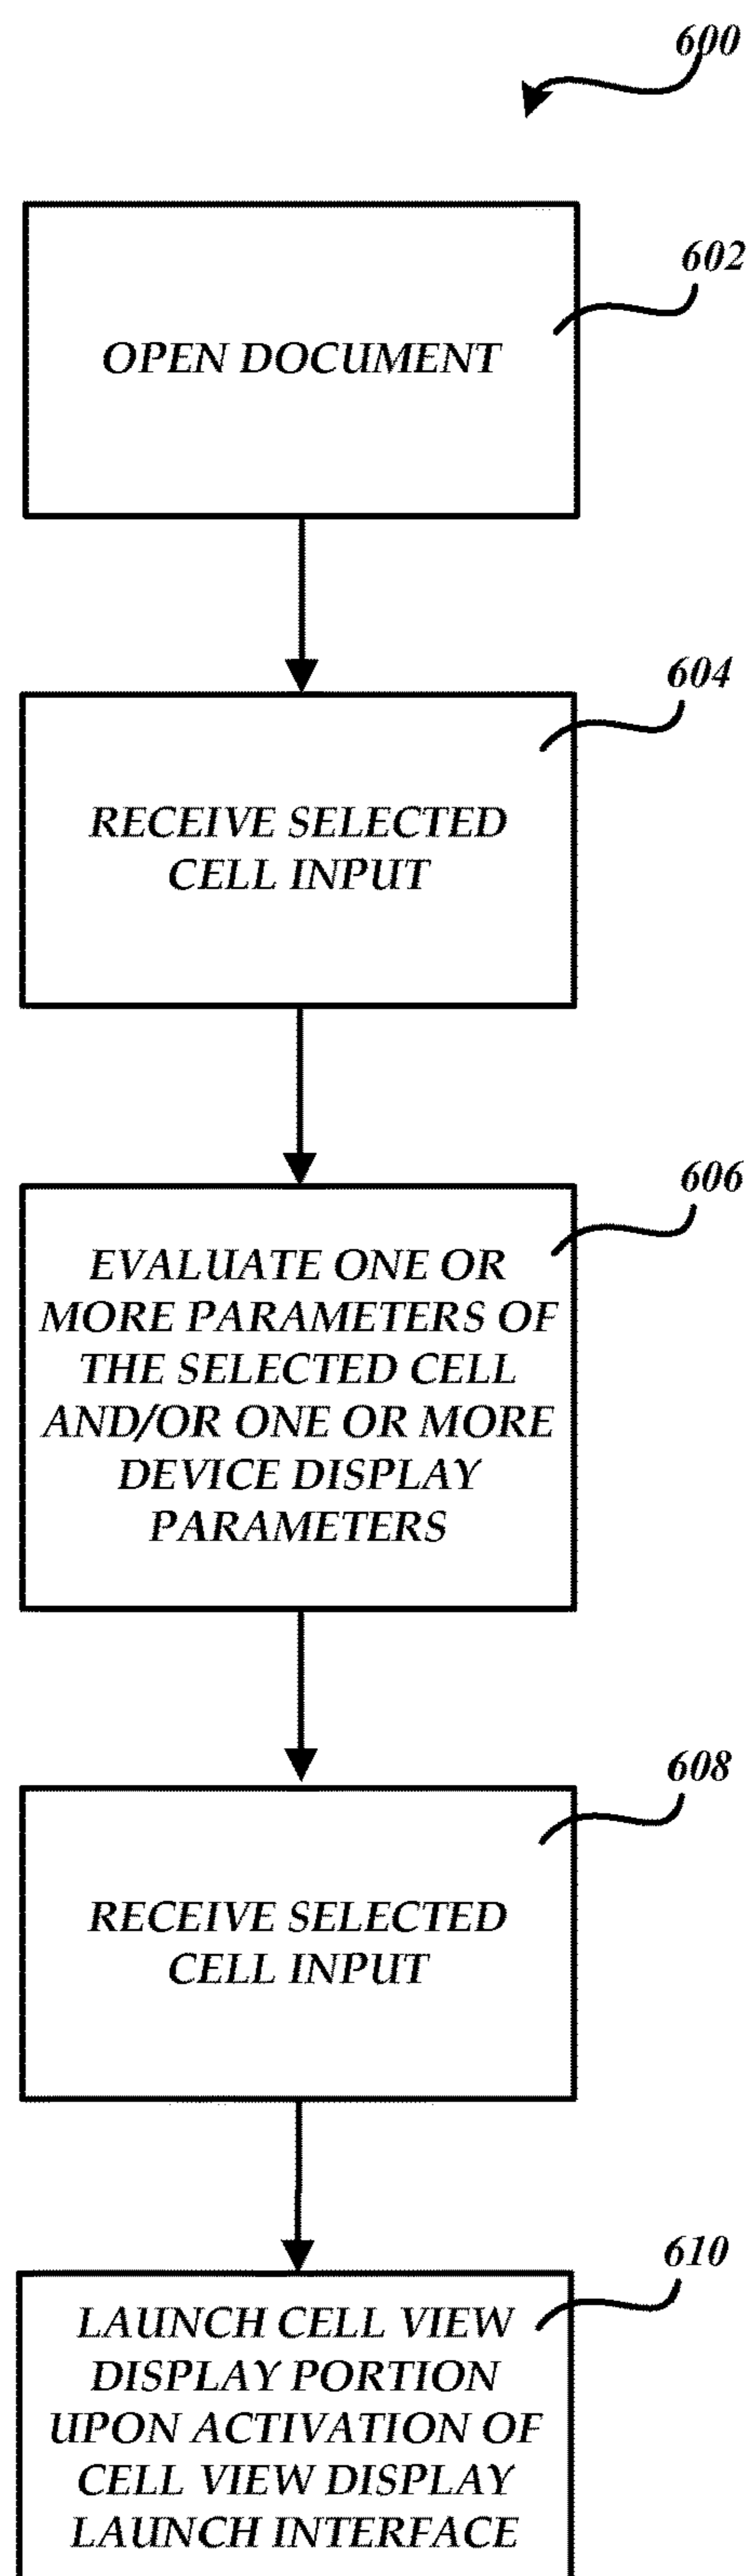 600
602
OPEN DOCUMENT
604
RECEIVE SELECTED
CELL INPUT
606
EVALUATE ONE OR
MORE PARAMETERS OF
THE SELECTED CELL
AND/OR ONE OR MORE
DEVICE DISPLAY
PARAMETERS
608
RECEIVE SELECTED
CELL INPUT
610
LAUNCH CELL VIEW
DISPLAY PORTION
UPON ACTIVATION OF
CELL VIEW DISPLAY
LAUNCH INTERFACE